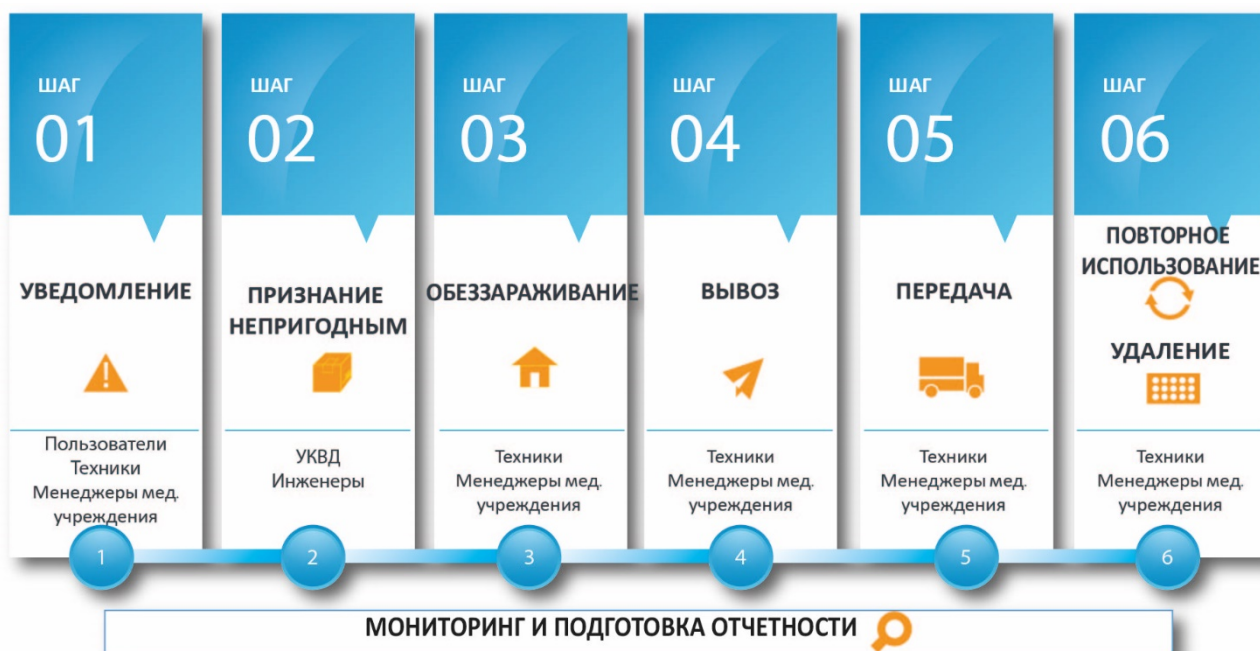 ШАГ
01
УВЕДОМЛЕНИЕ
Пользователи
Техники
Менеджеры мед.
учреждения
1
ШАГ
02
ПРИЗНАНИЕ
НЕПРИГОДНЫМ
УКВД
Инженеры
2
ШАГ
03
ОБЕЗЗАРАЖИВАНИЕ
Техники
Менеджеры мед.
учреждения
3
ШАГ
04
ВЫВОЗ
Техники
Менеджеры мед.
учреждения
4
ШАГ
05
ПЕРЕДАЧА
Техники
Менеджеры мед.
учреждения
5
ШАГ
06
ПОВТОРНОЕ
ИСПОЛЬЗОВАНИЕ
УДАЛЕНИЕ
Техники
Менеджеры мед.
учреждения
6
МОНИТОРИНГ И ПОДГОТОВКА ОТЧЕТНОСТИ